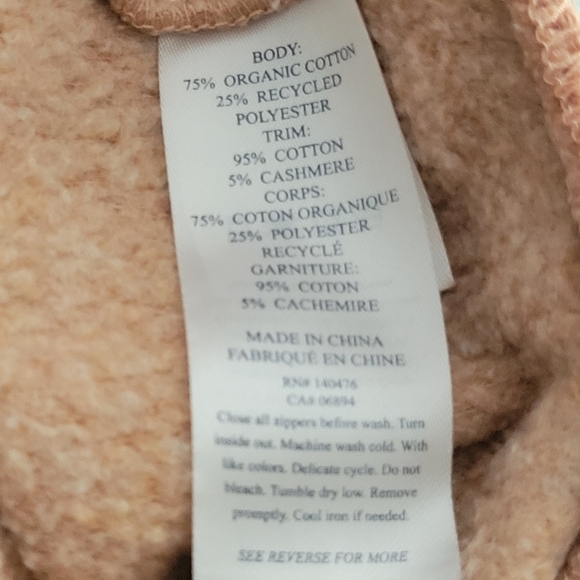 BODY:
75% ORGANIC COTTON
25% RECYCLED
POLYESTER
TRIM:
95% COTTON
5% CASHMERE
CORPS:
75% COTON ORGANIQUE
25% POLYESTER
RECYCLÉ
GARNITURE:
95% COTON
5% CACHEMIRE
MADE IN CHINA
FABRIQUÉ EN CHINE
RN# 140476
CA# 06894
Close all zippers before wash. Turn
inside out. Machine wash cold. With
like colors. Delicate cycle. Do not
bleach. Tumble dry low. Remove
promptly. Cool iron if needed.
SEE REVERSE FOR MORE